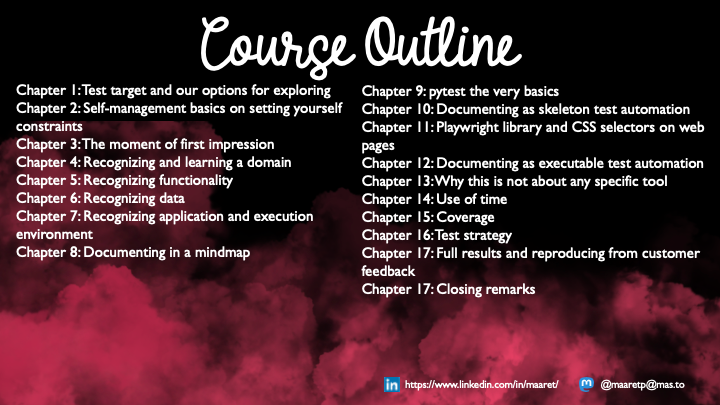 Course Outline
Chapter 1: Test target and our options for exploring
Chapter 2: Self-management basics on setting yourself
constraints
Chapter 3: The moment of first impression
Chapter 4: Recognizing and learning a domain
Chapter 5: Recognizing functionality
Chapter 6: Recognizing data
Chapter 7: Recognizing application and execution
environment
Chapter 8: Documenting in a mindmap
Chapter 9: pytest the very basics
Chapter 10: Documenting as skeleton test automation
Chapter 11: Playwright library and CSS selectors on web
pages
Chapter 12: Documenting as executable test automation
Chapter 13: Why this is not about any specific tool
Chapter 14: Use of time
Chapter 15: Coverage
Chapter 16: Test strategy
Chapter 17: Full results and reproducing from customer
feedback
Chapter 17: Closing remarks
in https://www.linkedin.com/in/maaret/ m @maaretp@mas.to